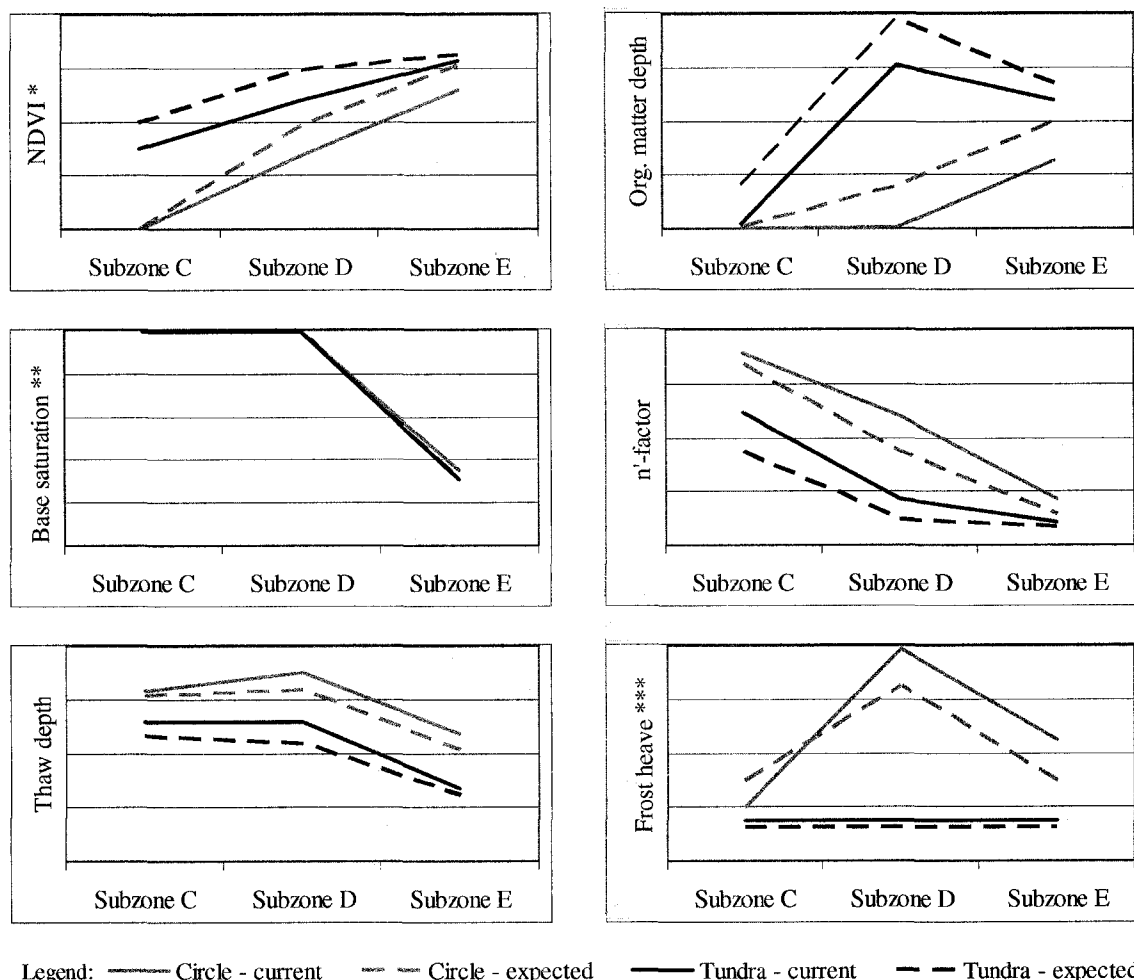 NDVI *
Subzone C Subzone D Subzone E
Org. matter depth
Subzone C Subzone D Subzone E
Base saturation **
Subzone C Subzone D Subzone E
n'-factor
Subzone C Subzone D Subzone E
Thaw depth
Subzone C Subzone D Subzone E
Frost heave ***
Subzone C Subzone D Subzone E
Legend: Circle - current Circle - expected Tundra - current Tundra - expected